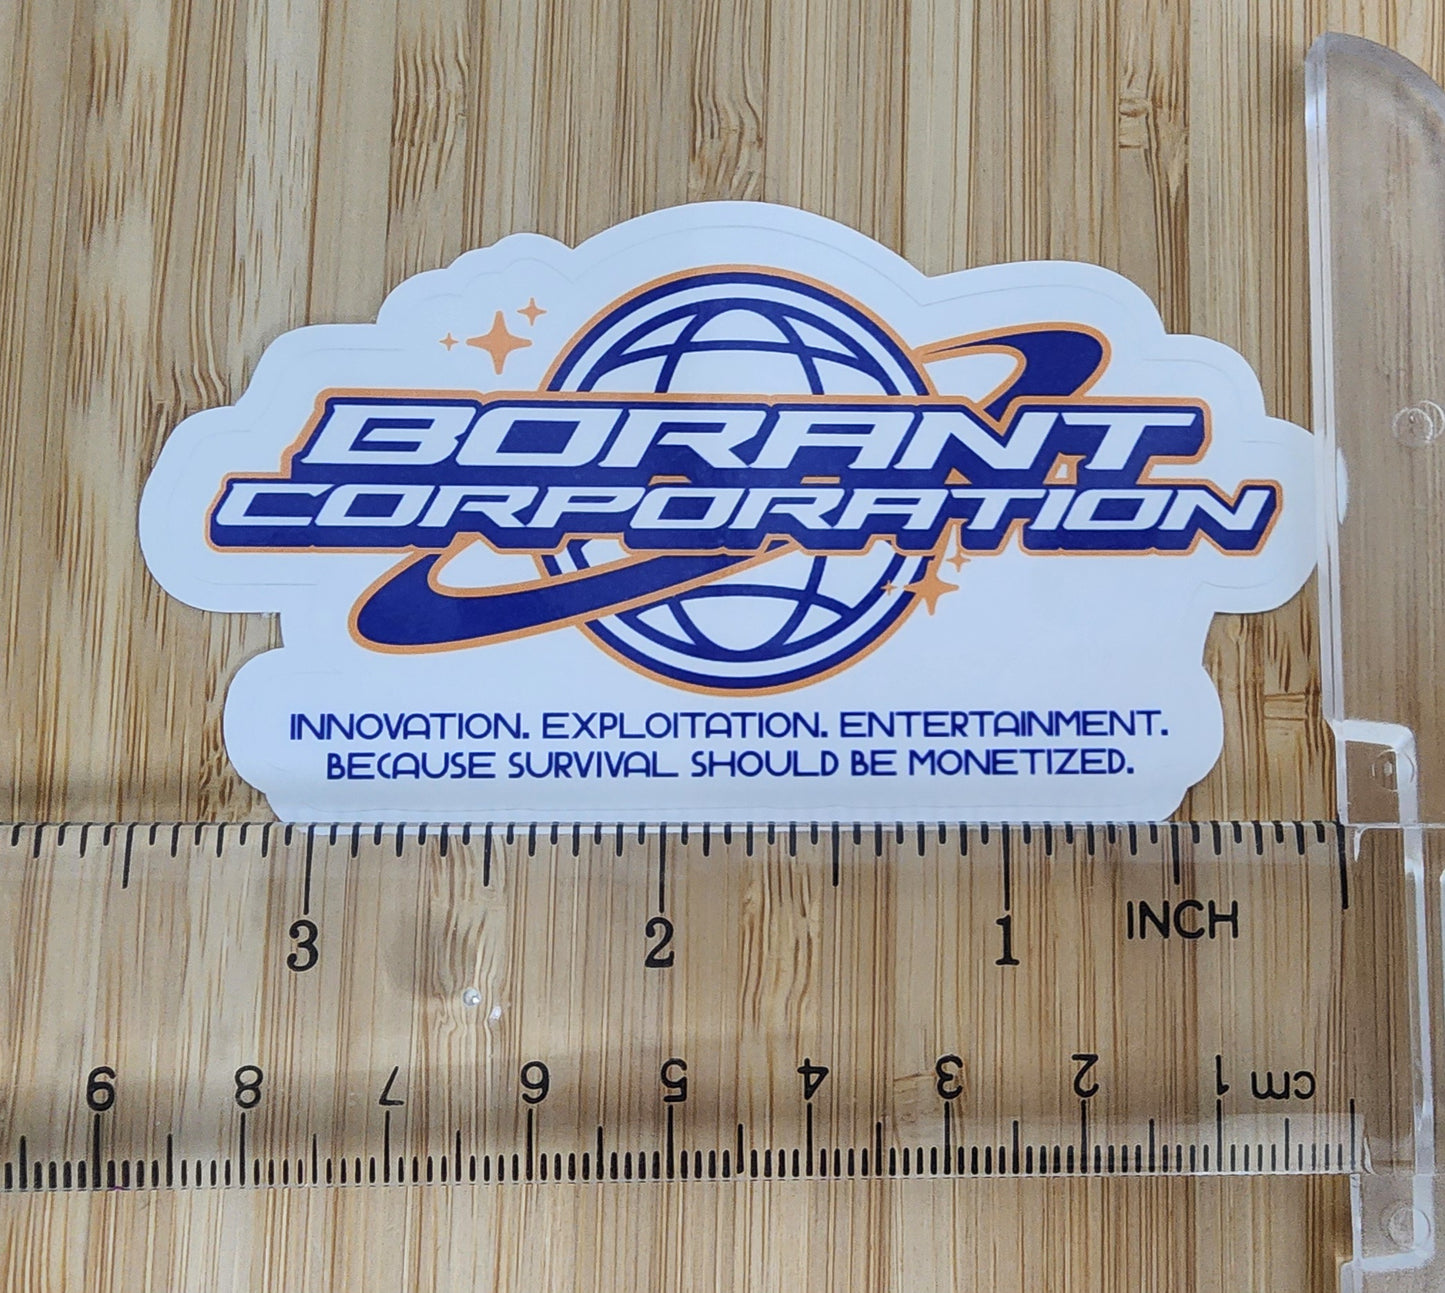 BORANT
CORPORATION
INNOVATION. EXPLOITATION. ENTERTAINMENT.
BECAUSE SURVIVAL SHOULD BE MONETIZED.
3 2 1 INCH
9 8 7 6 5 4 3 2 1 cm